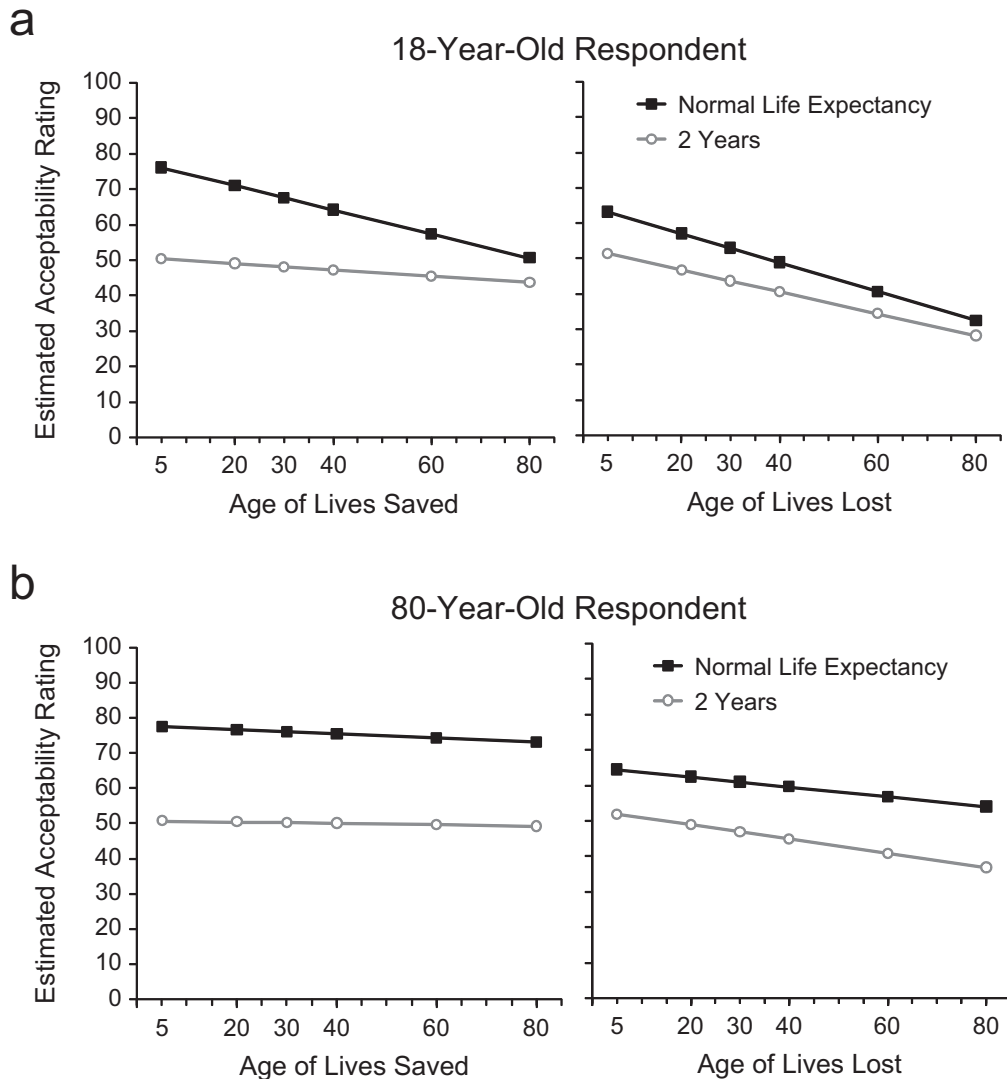 a
18-Year-Old Respondent
Estimated Acceptability Rating
100
90
80
70
60
50
40
30
20
10
0
5 20 30 40 60 80
Age of Lives Saved
Normal Life Expectancy
2 Years
5 20 30 40 60 80
Age of Lives Lost
b
80-Year-Old Respondent
Estimated Acceptability Rating
100
90
80
70
60
50
40
30
20
10
0
5 20 30 40 60 80
Age of Lives Saved
Normal Life Expectancy
2 Years
5 20 30 40 60 80
Age of Lives Lost